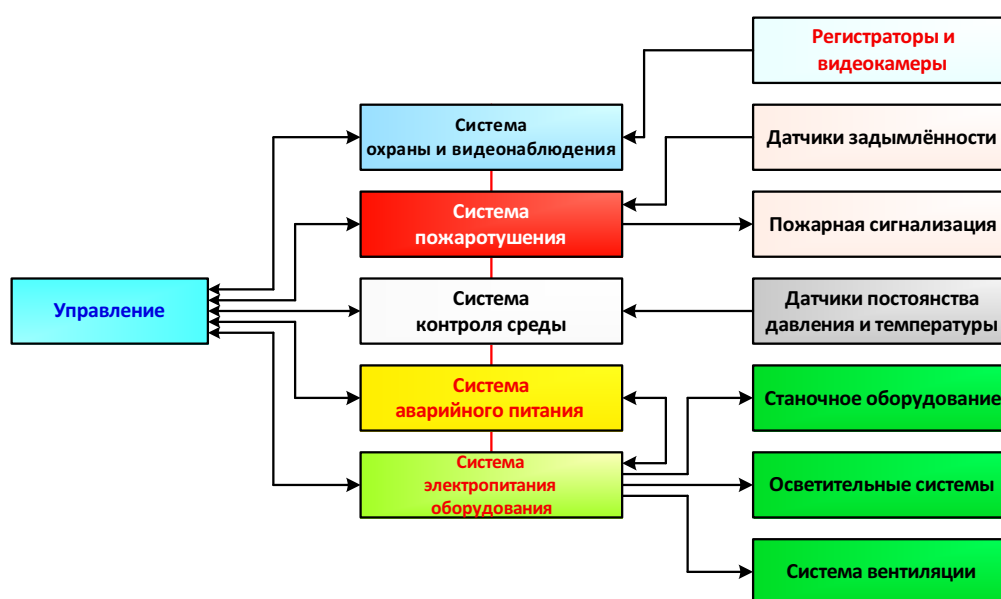 Регистраторы и
видеокамеры
Система
охраны и видеонаблюдения
Датчики задымлённости
Система
пожаротушения
Пожарная сигнализация
Управление
Система
контроля среды
Датчики постоянства
давления и температуры
Система
аварийного питания
Станочное оборудование
Система
электропитания
оборудования
Осветительные системы
Система вентиляции